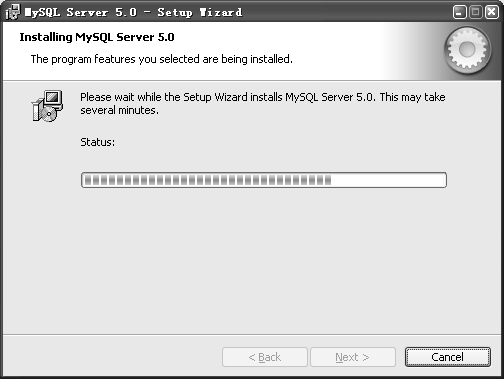 MySQL Server 5.0 - Setup Wizard
Installing MySQL Server 5.0
The program features you selected are being installed.
Please wait while the Setup Wizard installs MySQL Server 5.0. This may take
several minutes.
Status:
< Back
Next >
Cancel